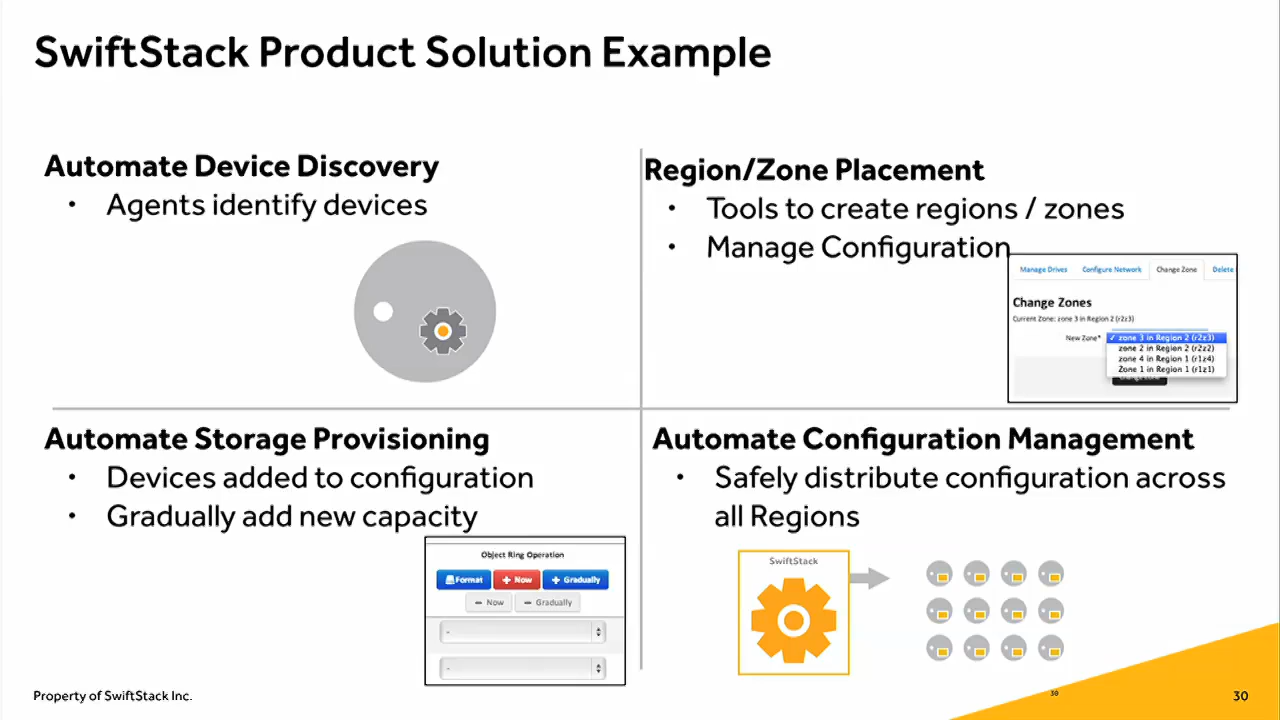 SwiftStack Product Solution Example
Automate Device Discovery
• Agents identify devices
Region/Zone Placement
• Tools to create regions / zones
• Manage Configuration
Manage Drives Configure Network Change Zone Delete
Change Zones
Current Zone: zone 3 in Region 2 (r2z3)
New Zone*
✓ zone 3 in Region 2 (r2z3)
zone 2 in Region 2 (r2z2)
zone 4 in Region 1 (r1z4)
Zone 1 in Region 1 (r1z1)
Automate Storage Provisioning
• Devices added to configuration
• Gradually add new capacity
Object Ring Operation
Format + Now + Gradually
− Now − Gradually
-
-
Automate Configuration Management
• Safely distribute configuration across
all Regions
SwiftStack
Property of SwiftStack Inc.
30
30